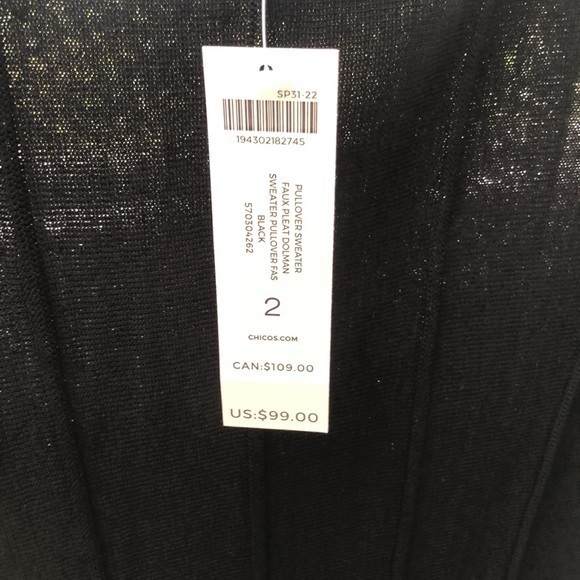 SP31-22
194302182745
PULLOVER SWEATER
FAUX PLEAT DOLMAN
SWEATER PULLOVER FAS
BLACK
570304262
2
CHICOS.COM
CAN:$109.00
US:$99.00